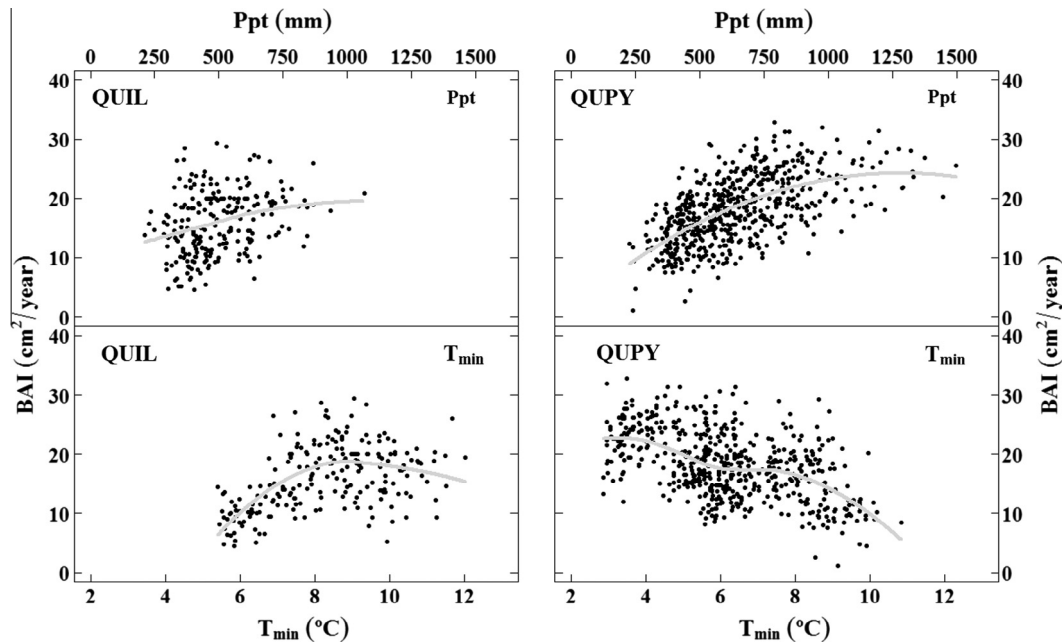 Ppt (mm) Ppt (mm)
0 250 500 750 1000 1500 0 250 500 750 1000 1500
40 QUIL Ppt QUPY Ppt 40
30 30
20 20
10 10
0 0
BAI (cm²/year) BAI (cm²/year)
40 QUIL Tmin QUPY Tmin 40
30 30
20 20
10 10
0 0
2 4 6 8 10 12 2 4 6 8 10 12
Tmin (ºC) Tmin (ºC)